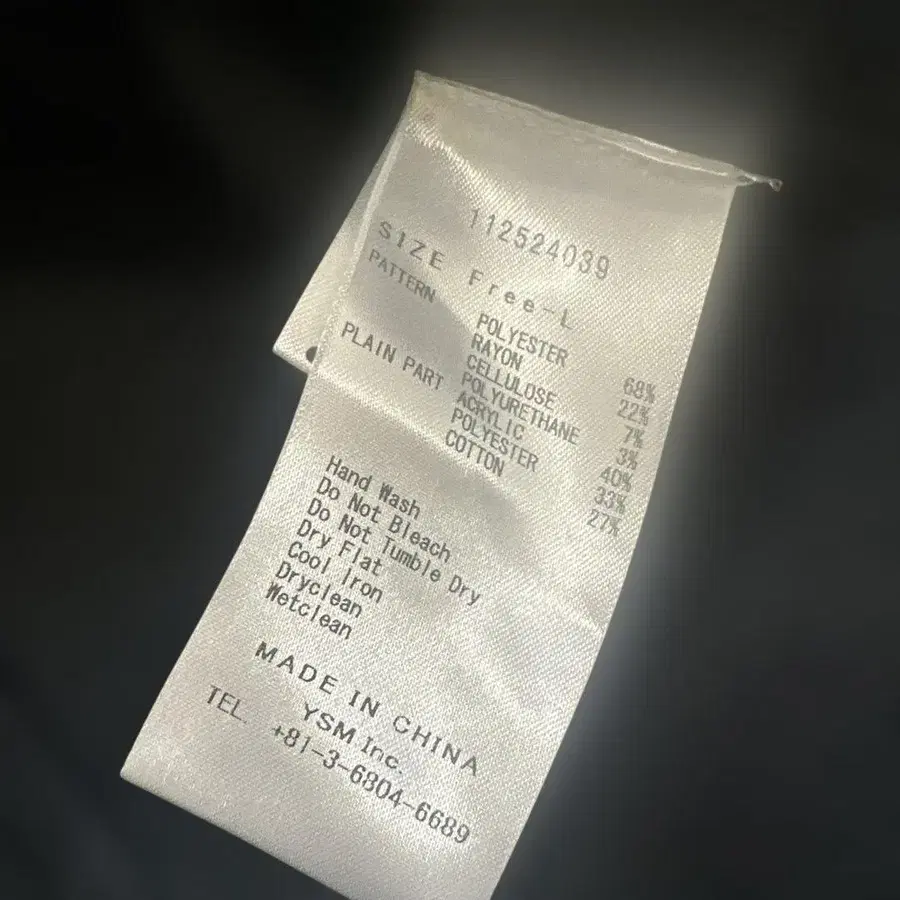 112524039
SIZE Free-L
PATTERN POLYESTER 68%
RAYON 22%
CELLULOSE 7%
POLYURETHANE 3%
PLAIN PART ACRYLIC 40%
POLYESTER 33%
COTTON 27%
Hand Wash
Do Not Bleach
Do Not Tumble Dry
Dry Flat
Cool Iron
Dryclean
Wetclean
MADE IN CHINA
YSM Inc.
TEL. +81-3-6804-6689